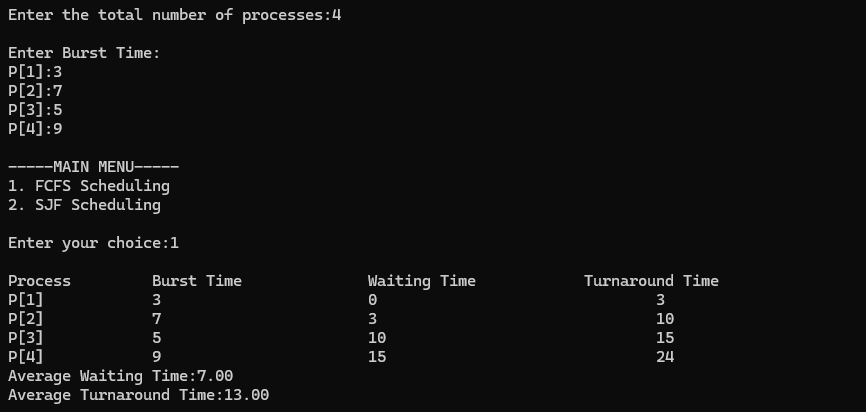 Enter the total number of processes:4
Enter Burst Time:
P[1]:3
P[2]:7
P[3]:5
P[4]:9
-----MAIN MENU-----
1. FCFS Scheduling
2. SJF Scheduling
Enter your choice:1
Process Burst Time Waiting Time Turnaround Time
P[1] 3 0 3
P[2] 7 3 10
P[3] 5 10 15
P[4] 9 15 24
Average Waiting Time:7.00
Average Turnaround Time:13.00